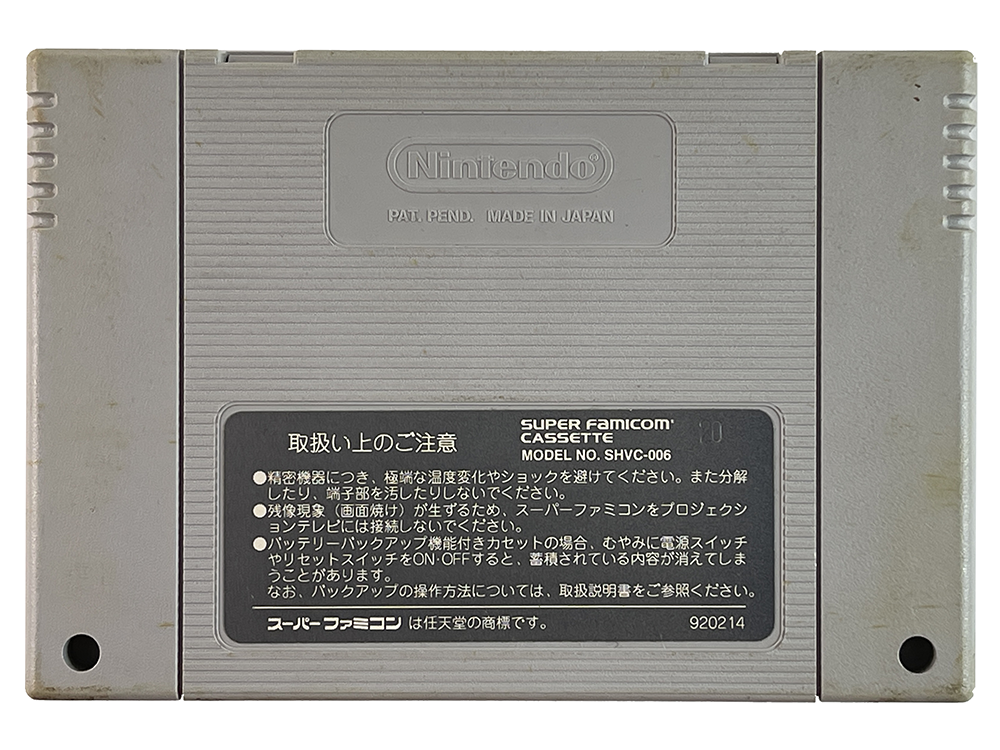 Nintendo®
PAT. PEND. MADE IN JAPAN
取扱い上のご注意
SUPER FAMICOM
CASSETTE
MODEL NO. SHVC-006
●精密機器につき、極端な温度変化やショックを避けてください。また分解
したり、端子部を汚したりしないでください。
●残像現象（画面焼け）が生ずるため、スーパーファミコンをプロジェクシ
ョンテレビには接続しないでください。
●バッテリーバックアップ機能付きカセットの場合、むやみに電源スイッチ
やリセットスイッチをON・OFFすると、蓄積されている内容が消えてしま
うことがあります。
なお、バックアップの操作方法については、取扱説明書をご参照ください。
スーパーファミコン は任天堂の商標です。
920214